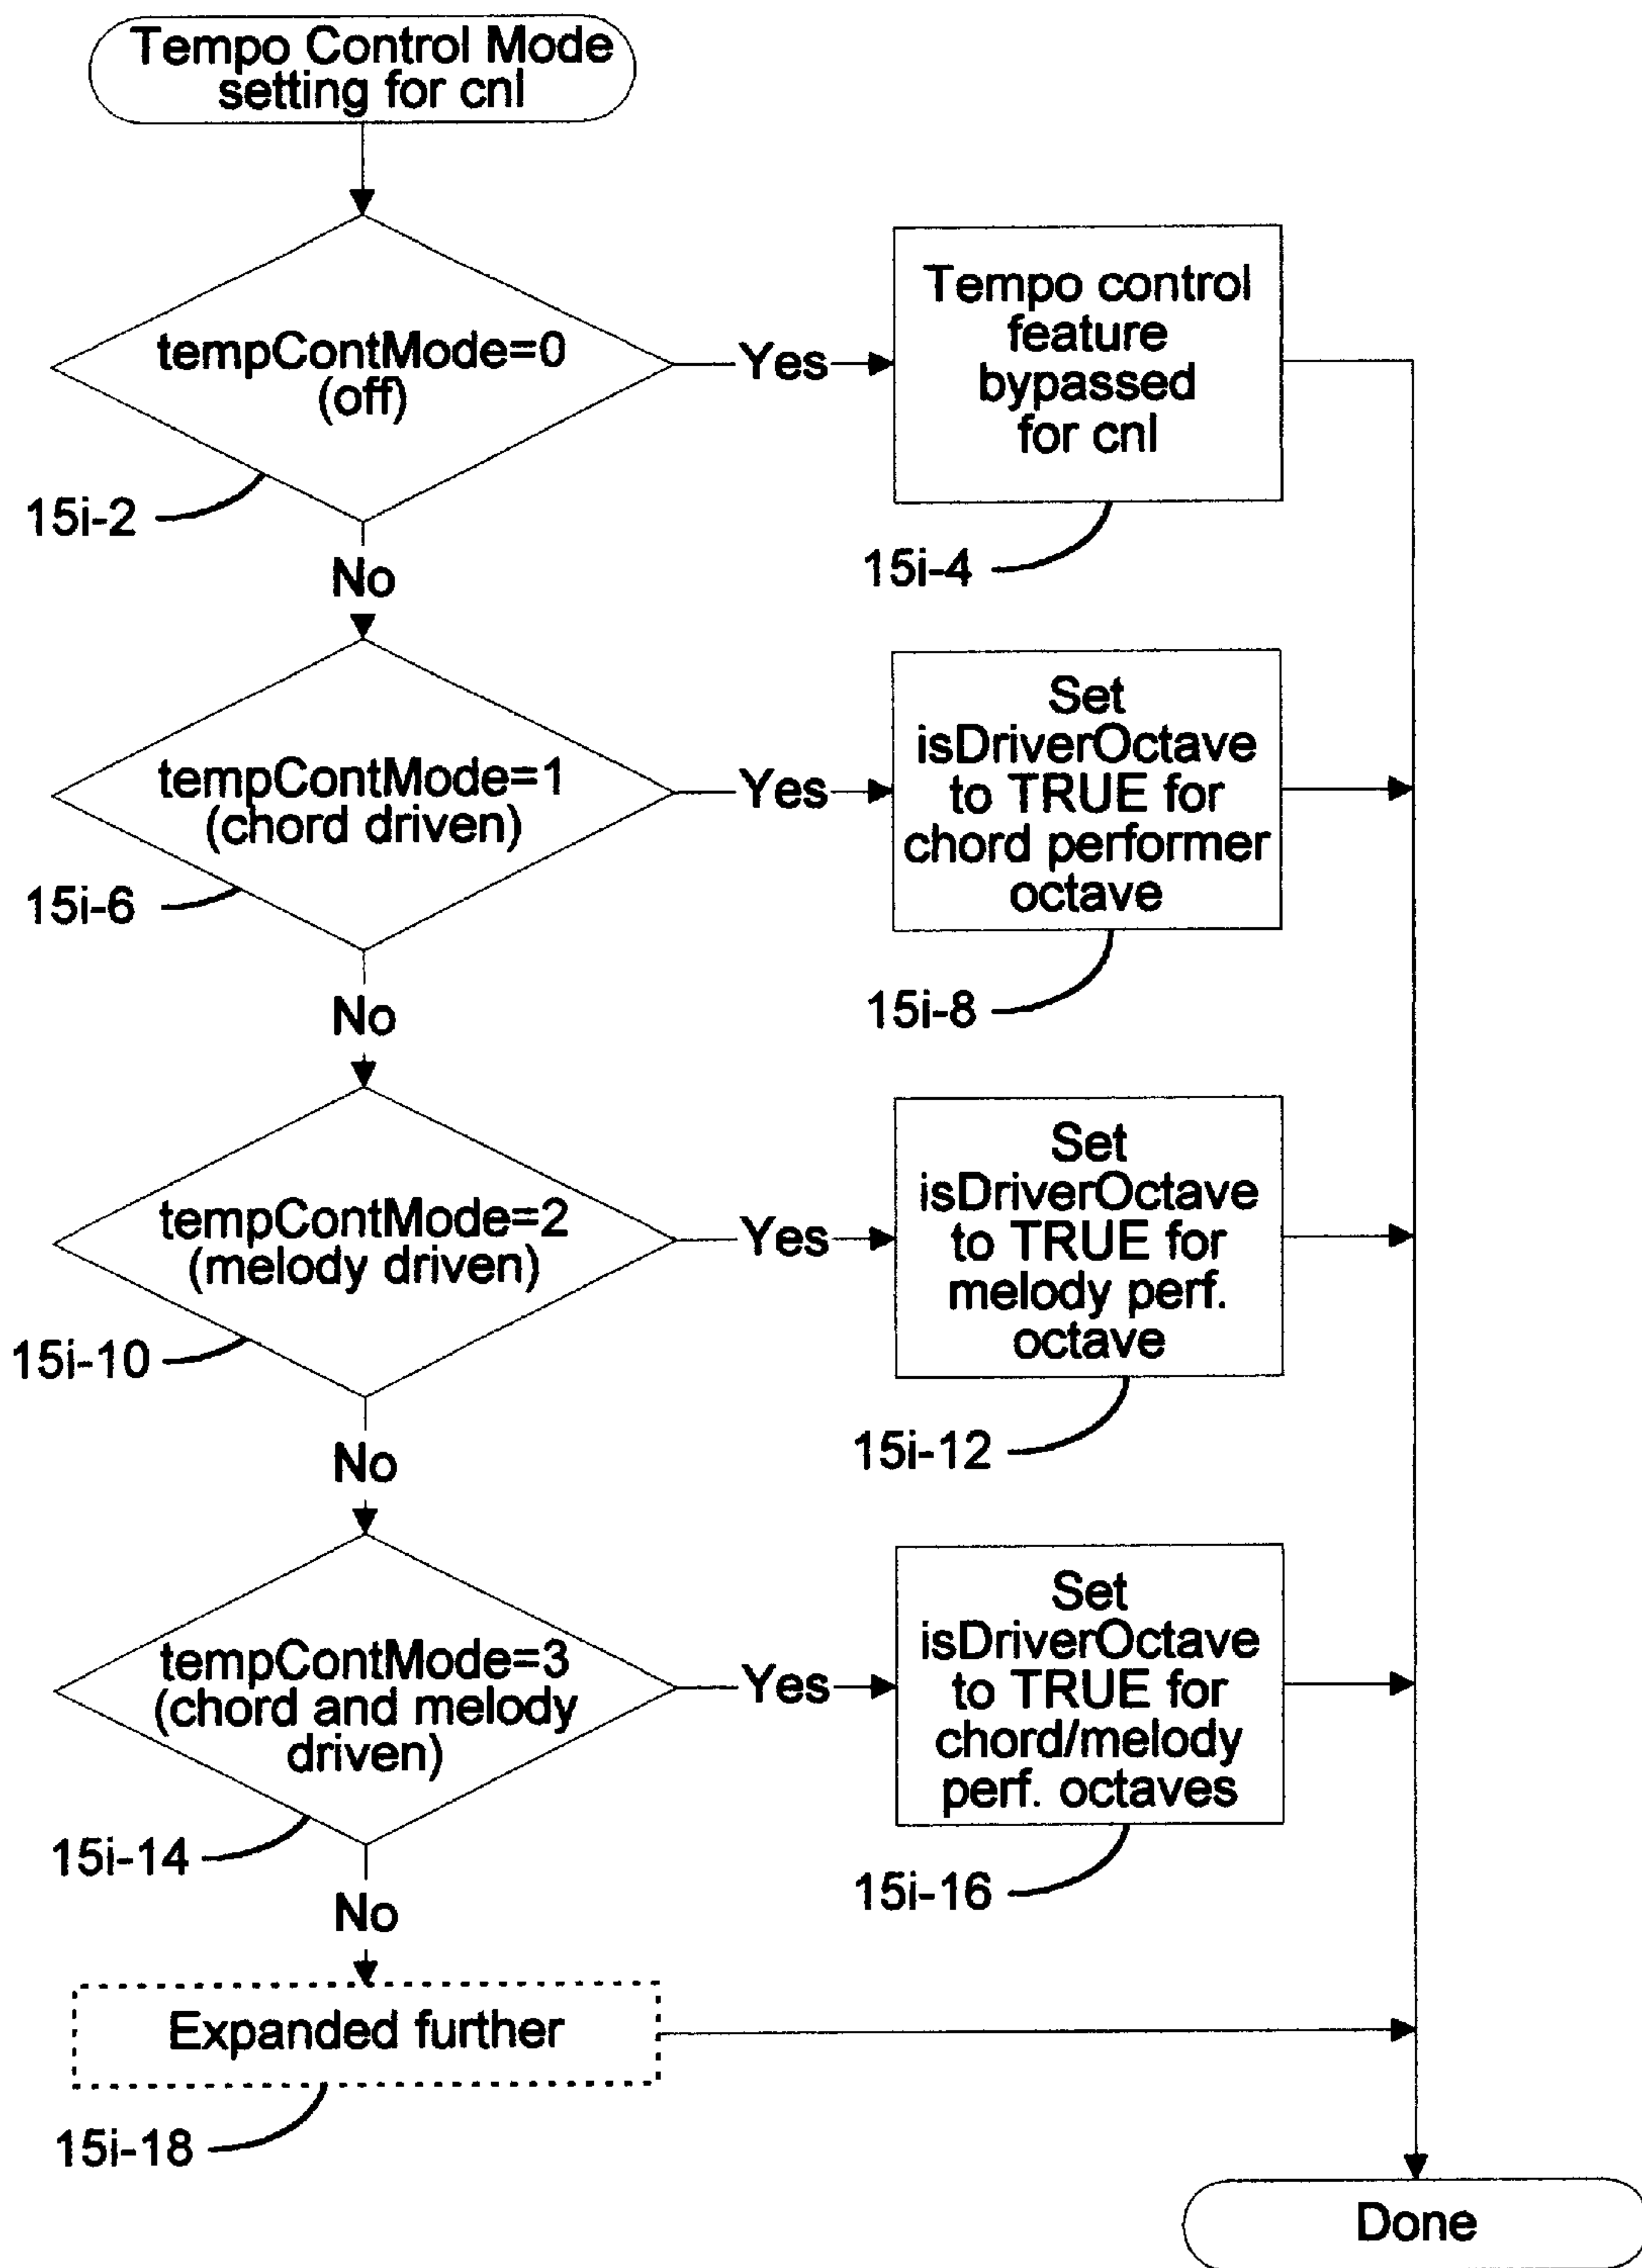 Tempo Control Mode
setting for cnl
tempContMode=0
(off)
Yes
Tempo control
feature
bypassed
for cnl
15i-2
15i-4
No
tempContMode=1
(chord driven)
Yes
Set
isDriverOctave
to TRUE for
chord performer
octave
15i-6
15i-8
No
tempContMode=2
(melody driven)
Yes
Set
isDriverOctave
to TRUE for
melody perf.
octave
15i-10
15i-12
No
tempContMode=3
(chord and melody
driven)
Yes
Set
isDriverOctave
to TRUE for
chord/melody
perf. octaves
15i-14
15i-16
No
Expanded further
15i-18
Done